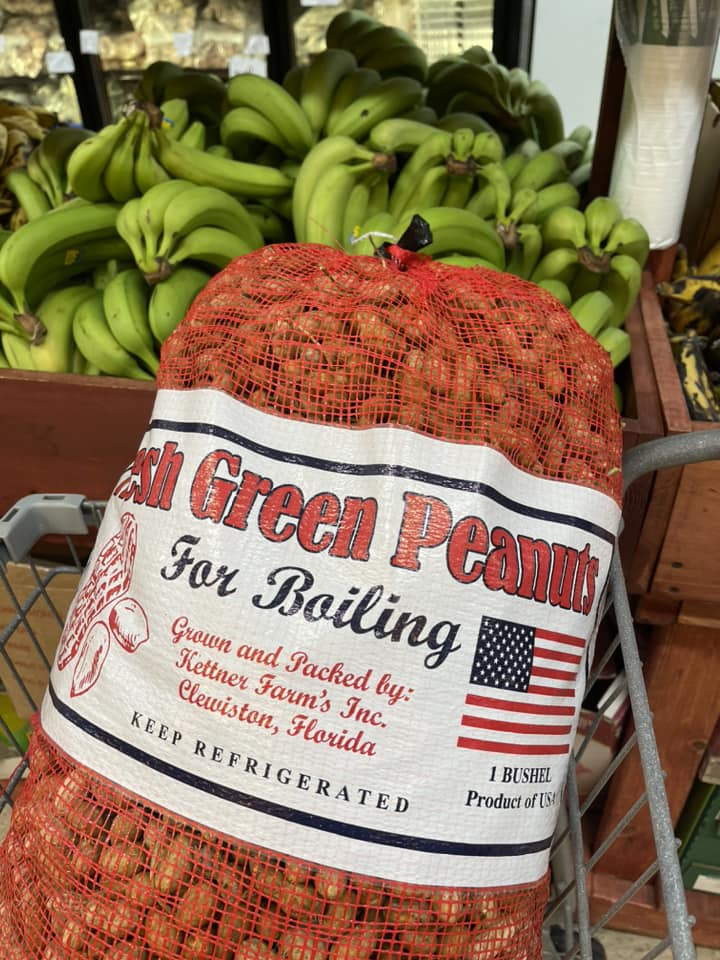 esh Green Peanuts
For Boiling
Grown and Packed by:
Kettner Farm's Inc.
Clewiston, Florida
KEEP REFRIGERATED
1 BUSHEL
Product of USA